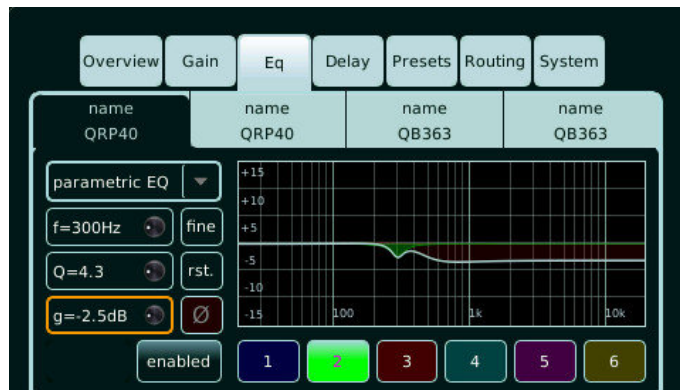 Overview Gain Eq Delay Presets Routing System
name name name name
QRP40 QRP40 QB363 QB363
parametric EQ
+15
+10
f=300Hz fine
+5
Q=4.3 rst.
-5
-10
g=-2.5dB Ø
-15 100 1k 10k
enabled 1 2 3 4 5 6